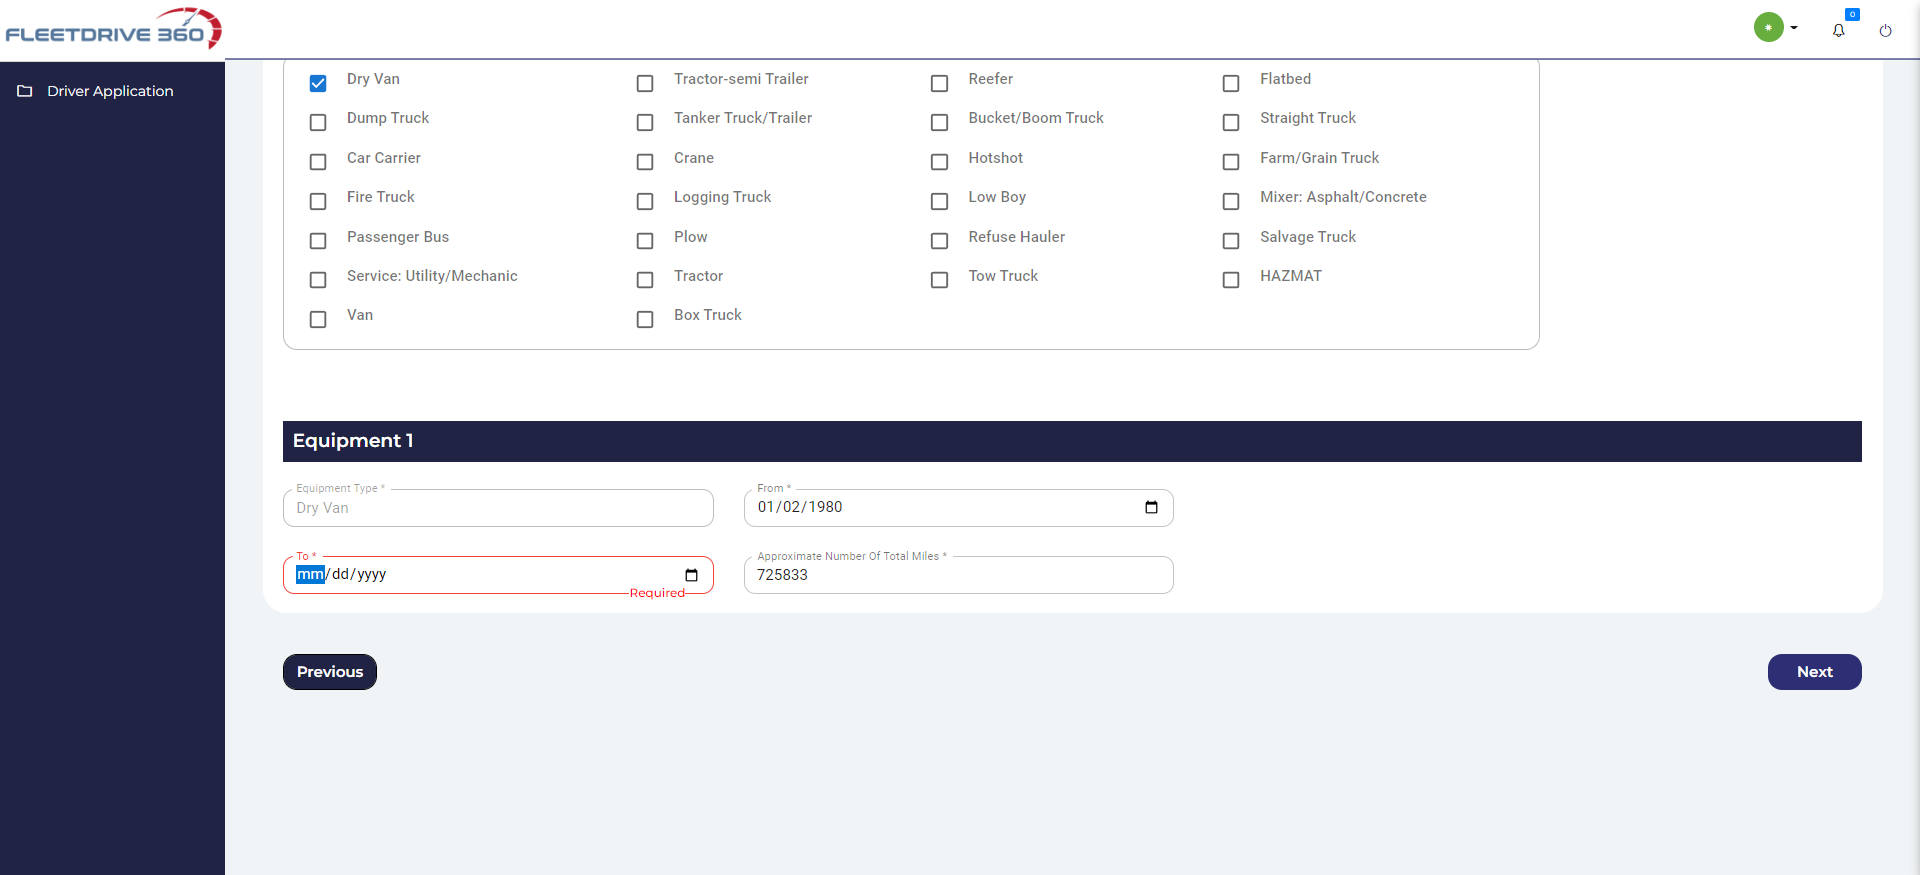 FLEETDRIVE 360
0
Driver Application
Dry Van
Tractor-semi Trailer
Reefer
Flatbed
Dump Truck
Tanker Truck/Trailer
Bucket/Boom Truck
Straight Truck
Car Carrier
Crane
Hotshot
Farm/Grain Truck
Fire Truck
Logging Truck
Low Boy
Mixer: Asphalt/Concrete
Passenger Bus
Plow
Refuse Hauler
Salvage Truck
Service: Utility/Mechanic
Tractor
Tow Truck
HAZMAT
Van
Box Truck
Equipment 1
Equipment Type *
Dry Van
From *
01/02/1980
To *
mm/dd/yyyy
Required
Approximate Number Of Total Miles *
725833
Previous
Next